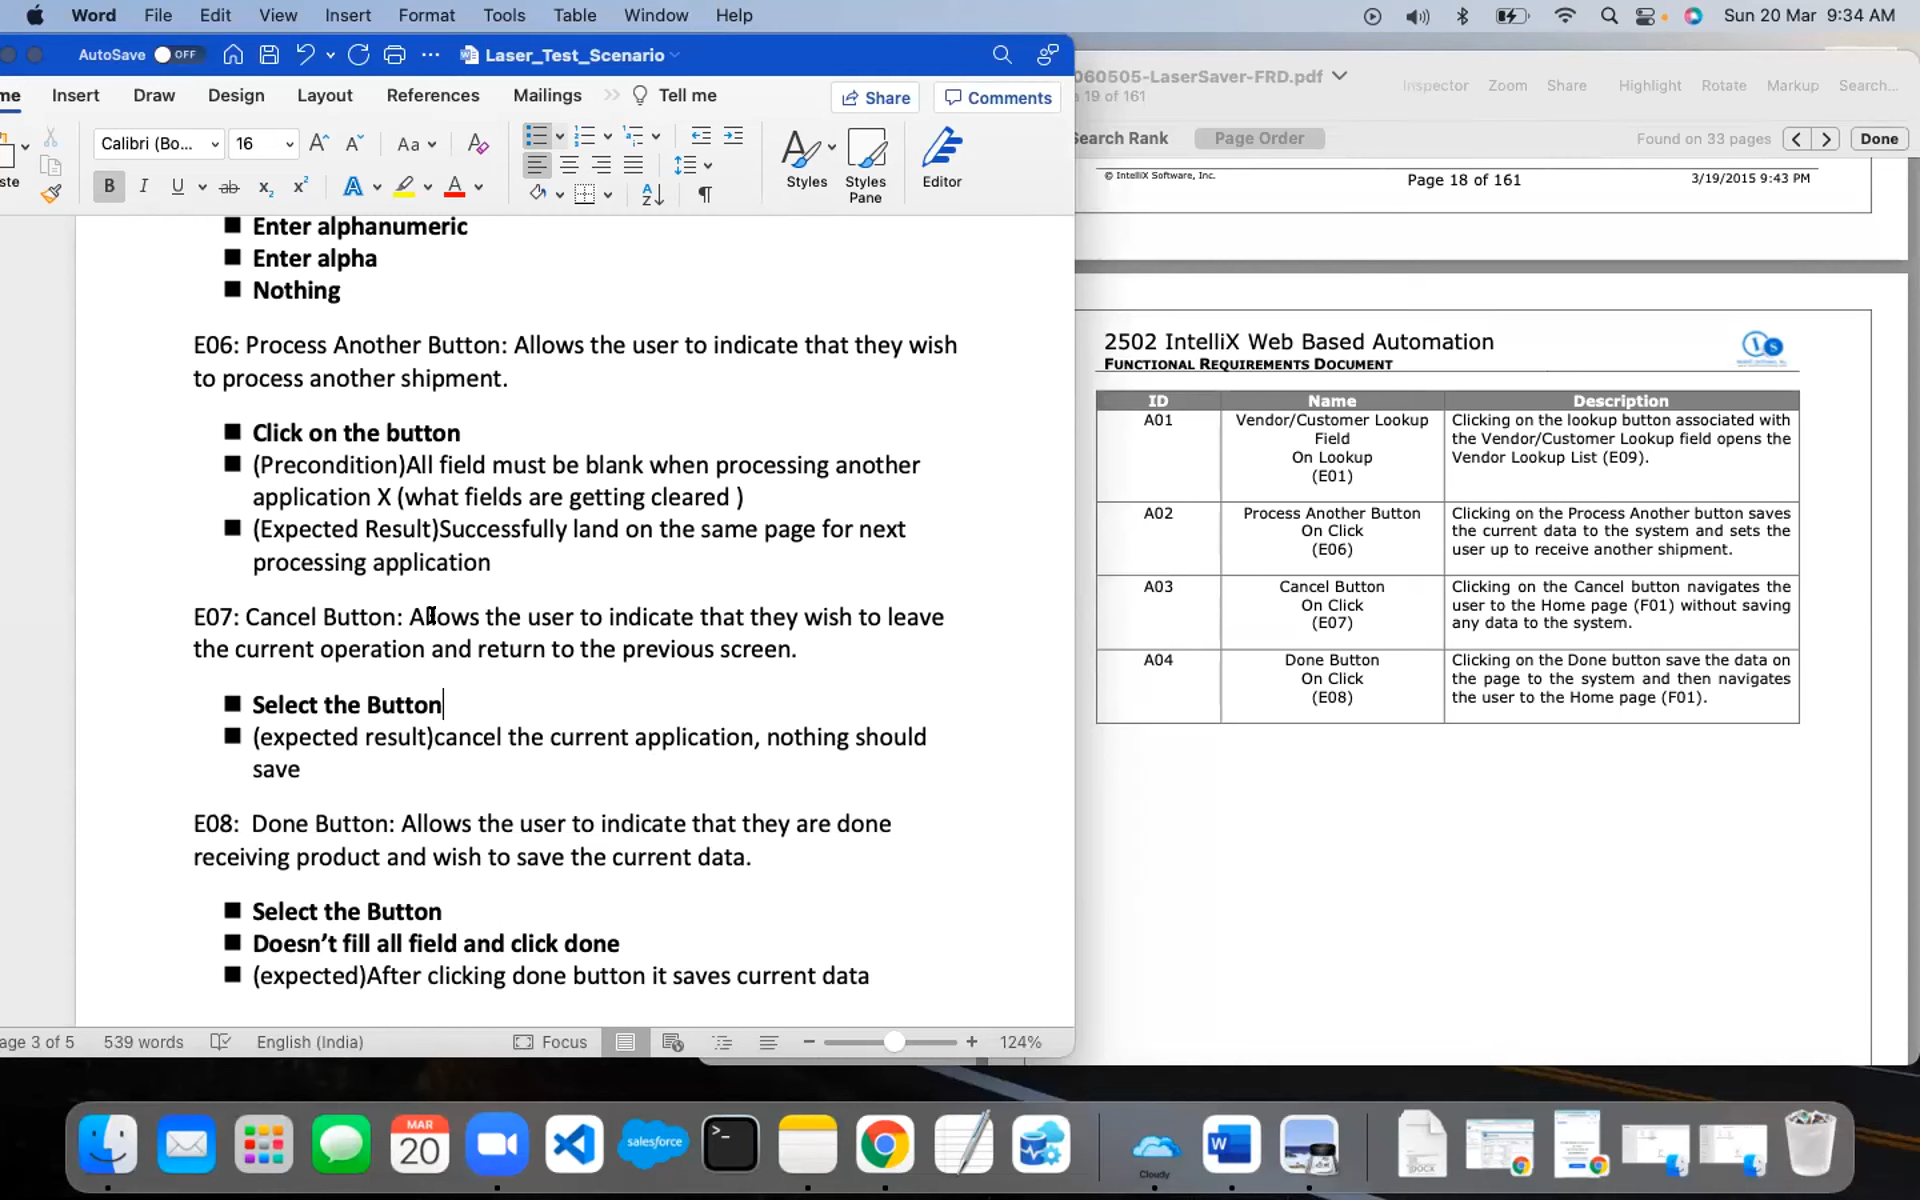 Word File Edit View Insert Format Tools Table Window Help Sun 20 Mar 9:34 AM
AutoSave OFF Laser_Test_Scenario
me Insert Draw Design Layout References Mailings Tell me Share Comments
Calibri (Bo... 16 Aa
ste B I U ab x₂ x² A A A Z Styles Styles Pane Editor
Enter alphanumeric
Enter alpha
Nothing
E06: Process Another Button: Allows the user to indicate that they wish
to process another shipment.
Click on the button
(Precondition)All field must be blank when processing another
application X (what fields are getting cleared )
(Expected Result)Successfully land on the same page for next
processing application
E07: Cancel Button: Allows the user to indicate that they wish to leave
the current operation and return to the previous screen.
Select the Button
(expected result)cancel the current application, nothing should
save
E08:  Done Button: Allows the user to indicate that they are done
receiving product and wish to save the current data.
Select the Button
Doesn’t fill all field and click done
(expected)After clicking done button it saves current data
age 3 of 5 539 words English (India) Focus 124%
060505-LaserSaver-FRD.pdf
19 of 161
Inspector Zoom Share Highlight Rotate Markup Search...
Search Rank Page Order Found on 33 pages Done
© IntelliX Software, Inc. Page 18 of 161 3/19/2015 9:43 PM
2502 IntelliX Web Based Automation
FUNCTIONAL REQUIREMENTS DOCUMENT
ID Name Description
A01
Vendor/Customer Lookup
Field
On Lookup
(E01)
Clicking on the lookup button associated with
the Vendor/Customer Lookup field opens the
Vendor Lookup List (E09).
A02
Process Another Button
On Click
(E06)
Clicking on the Process Another button saves
the current data to the system and sets the
user up to receive another shipment.
A03
Cancel Button
On Click
(E07)
Clicking on the Cancel button navigates the
user to the Home page (F01) without saving
any data to the system.
A04
Done Button
On Click
(E08)
Clicking on the Done button save the data on
the page to the system and then navigates
the user to the Home page (F01).
MAR
20
salesforce
Cloudy
W
DOCX